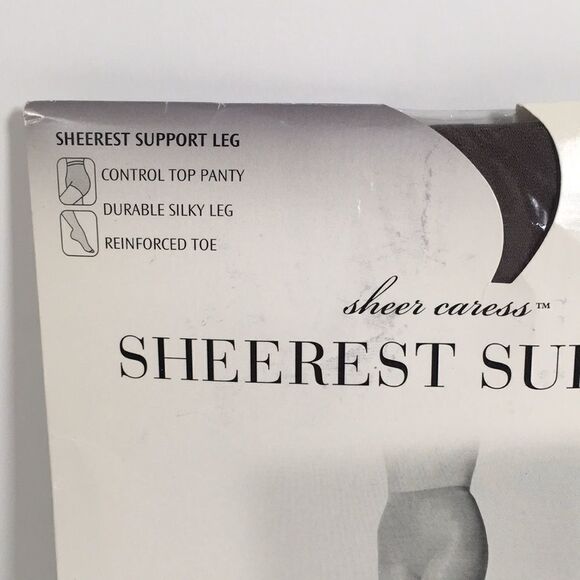 SHEEREST SUPPORT LEG
CONTROL TOP PANTY
DURABLE SILKY LEG
REINFORCED TOE
sheer caress™
SHEEREST SU